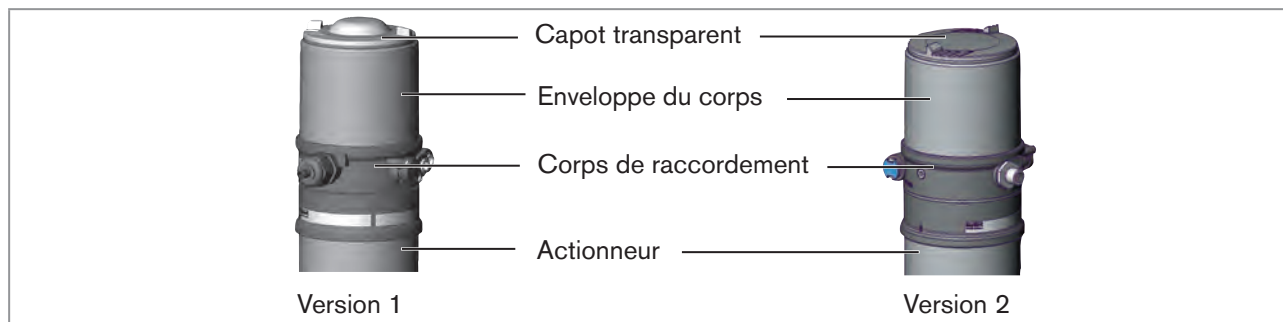 Capot transparent
Enveloppe du corps
Corps de raccordement
Actionneur
Version 1
Version 2